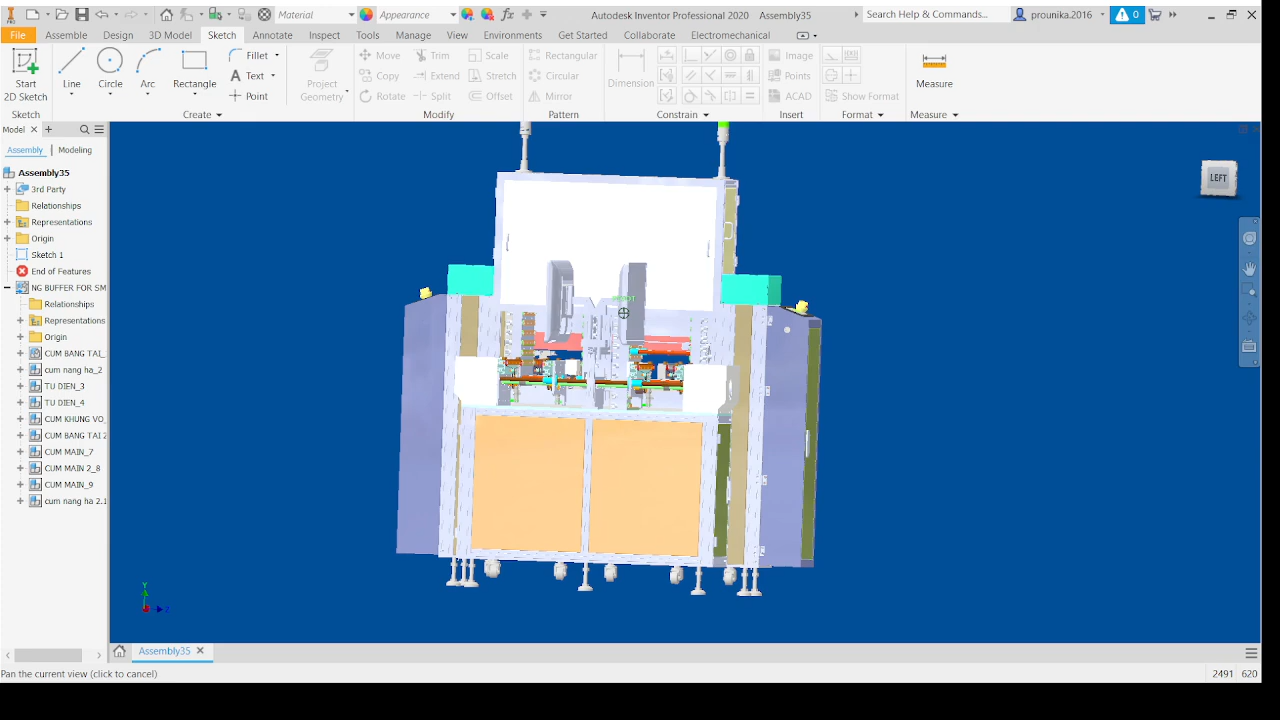 Material
Appearance
Autodesk Inventor Professional 2020 Assembly35
Search Help & Commands...
prounika.2016
0
File Assemble Design 3D Model Sketch Annotate Inspect Tools Manage View Environments Get Started Collaborate Electromechanical
Start
2D Sketch
Line
Circle
Arc
Rectangle
Fillet
Text
Point
Project
Geometry
Move Trim Scale
Copy Extend Stretch
Rotate Split Offset
Rectangular
Circular
Mirror
Dimension
Image
Points
ACAD
Show Format
Measure
Sketch Create Modify Pattern Constrain Insert Format Measure
Model
Assembly Modeling
Assembly35
3rd Party
Relationships
Representations
Origin
Sketch 1
End of Features
NG BUFFER FOR SM
Relationships
Representations
Origin
CUM BANG TAI_
cum nang ha_2
TU DIEN_3
TU DIEN_4
CUM KHUNG VO_
CUM BANG TAI 2
CUM MAIN_7
CUM MAIN 2_8
CUM MAIN_9
cum nang ha 2.1
LEFT
Y
Z
Assembly35
Pan the current view (click to cancel)
2491 620